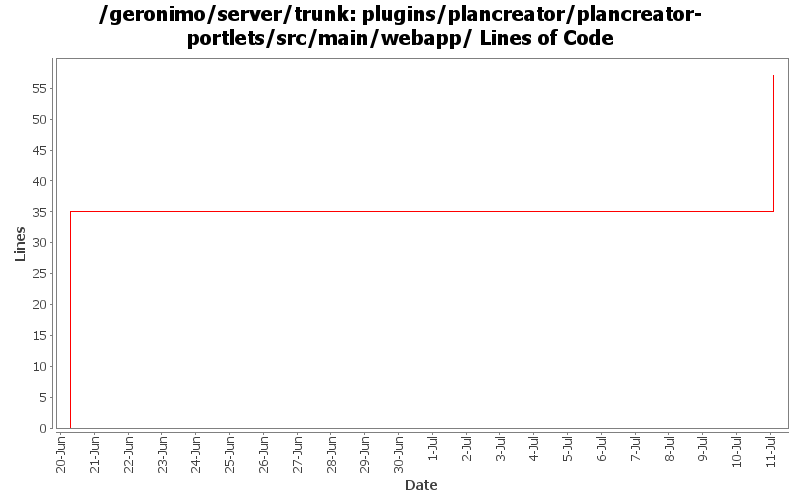 /geronimo/server/trunk: plugins/plancreator/plancreator-
portlets/src/main/webapp/ Lines of Code
Lines
55
50
45
40
35
30
25
20
15
10
5
0
20-Jun
21-Jun
22-Jun
23-Jun
24-Jun
25-Jun
26-Jun
27-Jun
28-Jun
29-Jun
30-Jun
1-Jul
2-Jul
3-Jul
4-Jul
5-Jul
6-Jul
7-Jul
8-Jul
9-Jul
10-Jul
11-Jul
Date